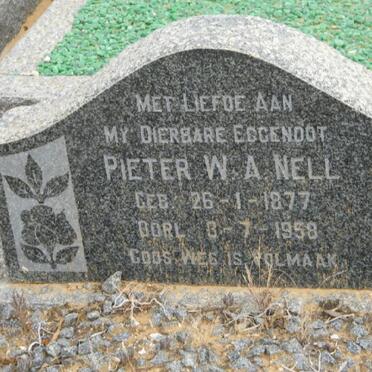 MET LIEFDE AAN
MY DIERBARE EGGENOOT
PIETER W. A. NELL
GEB. 26-1-1877
OORL. 8-7-1958
GODS WEG IS VOLMAAK